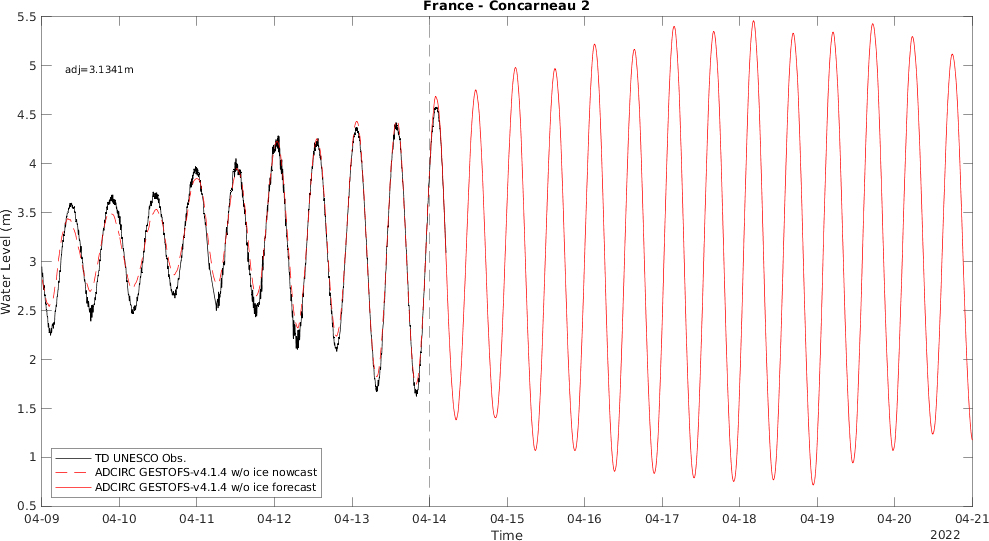 France - Concarneau 2
adj=3.1341m
Water Level (m)
5.5
5
4.5
4
3.5
3
2.5
2
1.5
1
0.5
TD UNESCO Obs.
ADCIRC GESTOFS-v4.1.4 w/o ice nowcast
ADCIRC GESTOFS-v4.1.4 w/o ice forecast
04-09 04-10 04-11 04-12 04-13 04-14 04-15 04-16 04-17 04-18 04-19 04-20 04-21
Time
2022